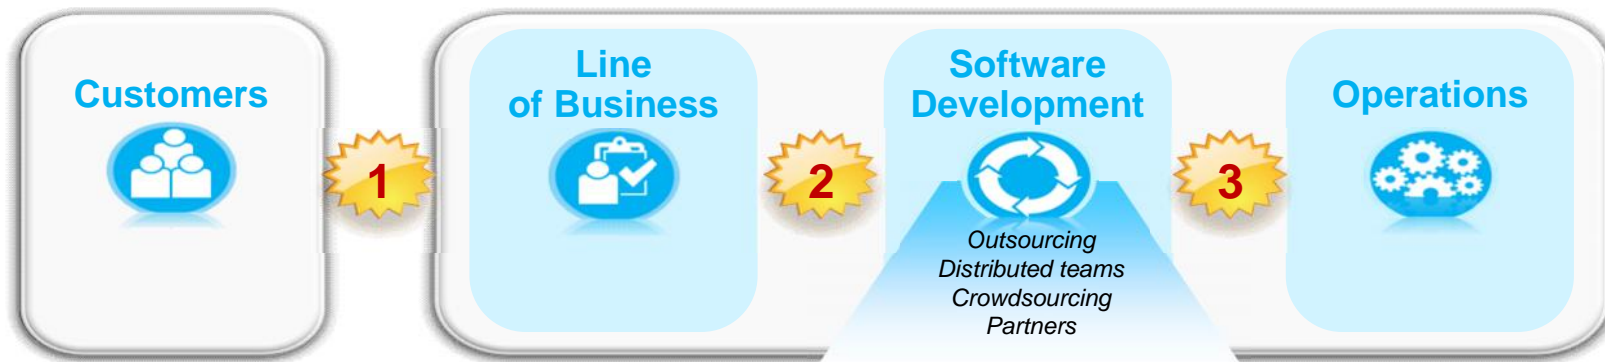 Customers
1
Line
of Business
2
Software
Development
Outsourcing
Distributed teams
Crowdsourcing
Partners
3
Operations